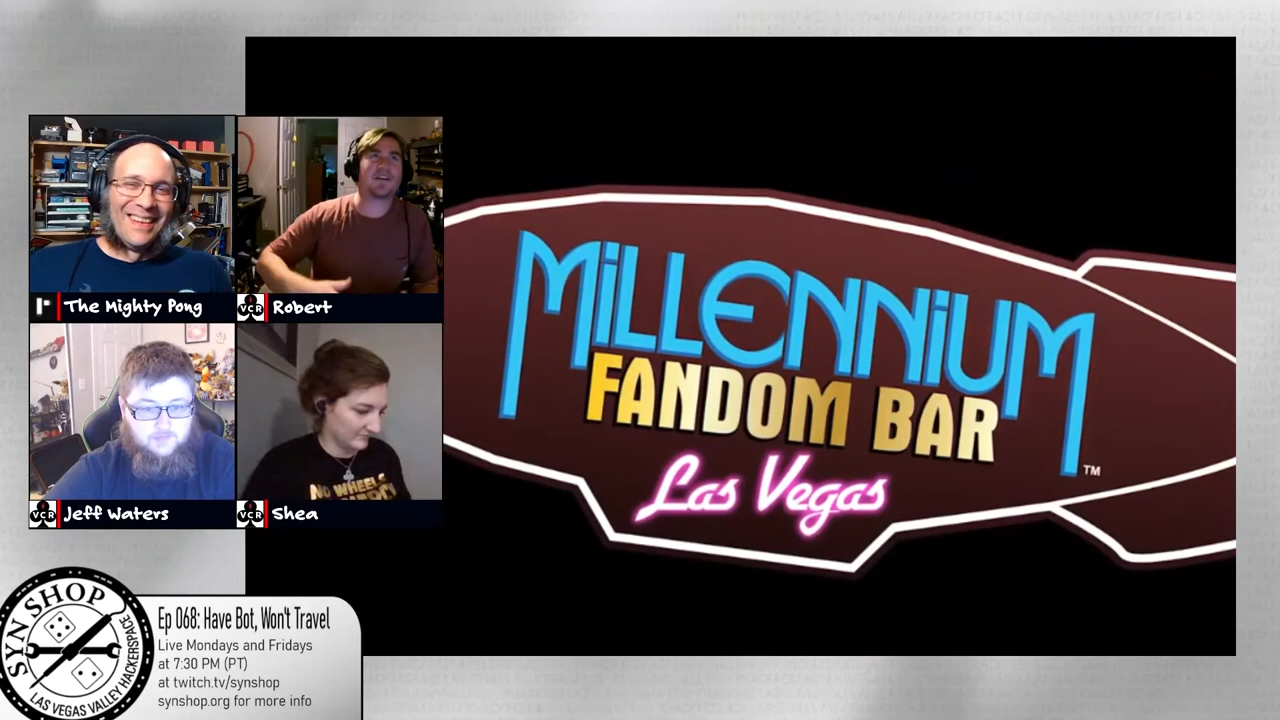 MiLLENNiUM
FANDOM BAR
Las Vegas
™
The Mighty Pong
VCR
Robert
VCR
Jeff Waters
VCR
Shea
NO WHEELS
SYN SHOP
LAS VEGAS VALLEY HACKERSPACE
Ep 068: Have Bot, Won't Travel
Live Mondays and Fridays
at 7:30 PM (PT)
at twitch.tv/synshop
synshop.org for more info